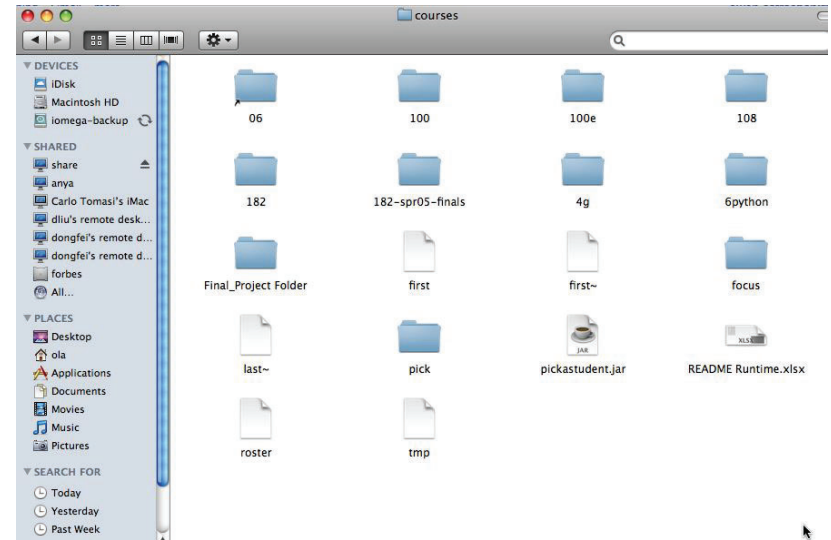 courses
DEVICES
iDisk
Macintosh HD
iomega-backup
SHARED
share
anya
Carlo Tomasi's iMac
dliu's remote desk...
dongfei's remote d...
dongfei's remote d...
forbes
All...
PLACES
Desktop
ola
Applications
Documents
Movies
Music
Pictures
SEARCH FOR
Today
Yesterday
Past Week
06 100 100e 108
182 182-spr05-finals 4g 6python
Final_Project Folder first first~ focus
JAR XLSX
last~ pick pickastudent.jar README Runtime.xlsx
roster tmp